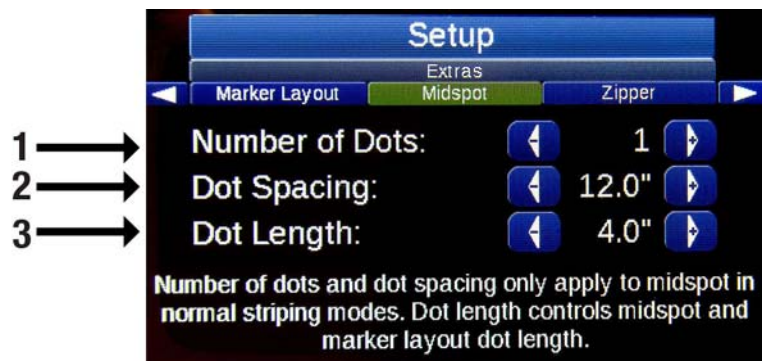 Setup
Extras
Marker Layout Midspot Zipper
1 Number of Dots: - 1 +
2 Dot Spacing: - 12.0" +
3 Dot Length: - 4.0" +
Number of dots and dot spacing only apply to midspot in
normal striping modes. Dot length controls midspot and
marker layout dot length.